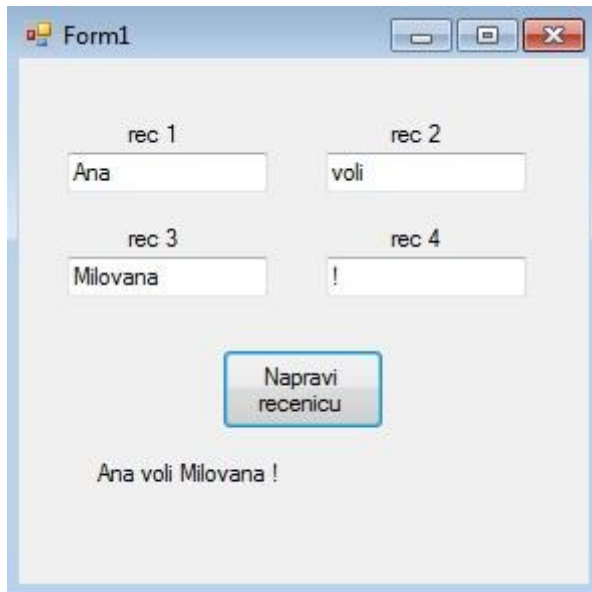 Form1
rec 1
rec 2
Ana
voli
rec 3
rec 4
Milovana
!
Napravi
recenicu
Ana voli Milovana !